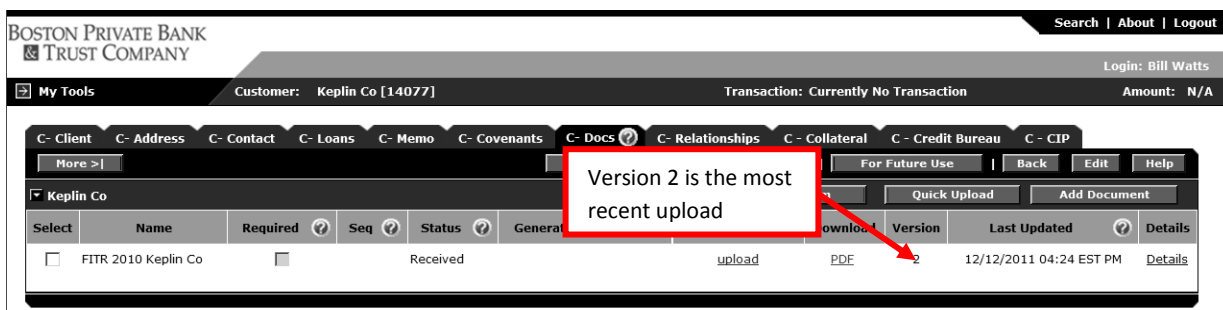 Search | About | Logout
BOSTON PRIVATE BANK
& TRUST COMPANY
Login: Bill Watts
My Tools Customer: Keplin Co [14077] Transaction: Currently No Transaction Amount: N/A
C- Client C- Address C- Contact C- Loans C- Memo C- Covenants C- Docs C- Relationships C - Collateral C - Credit Bureau C - CIP
More >| For Future Use | Back Edit Help
Version 2 is the most
recent upload
Keplin Co Quick Upload Add Document
Select Name Required Seq Status Version Last Updated Details
FITR 2010 Keplin Co Received upload PDF 2 12/12/2011 04:24 EST PM Details